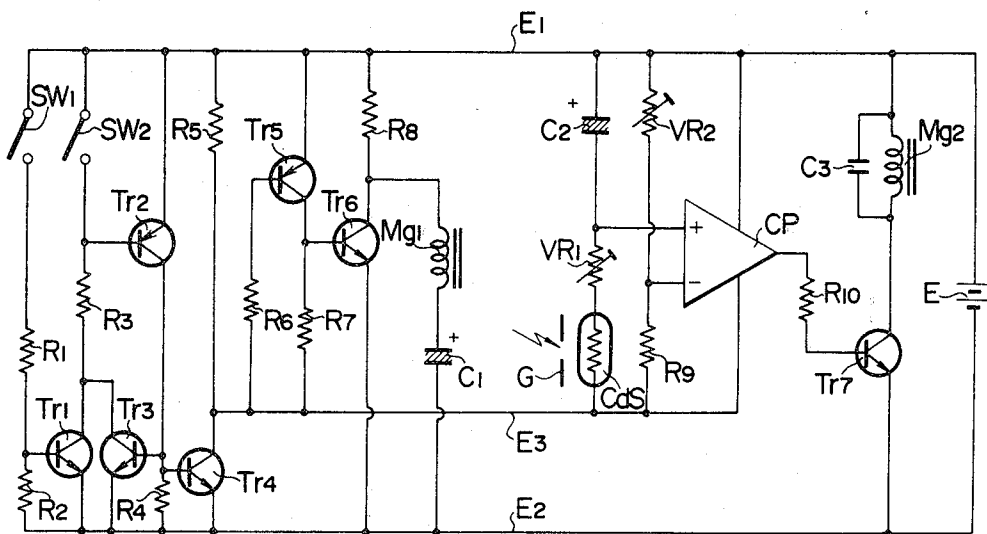 E1
SW1
SW2
R5
Tr5
R8
+
C2
VR2
C3
Mg2
Tr2
Tr6
Mg1
+
CP
VR1
−
R10
E
R3
R6
R7
+
C1
R1
G
CdS
R9
Tr7
Tr1
Tr3
E3
Tr4
R2
R4
E2